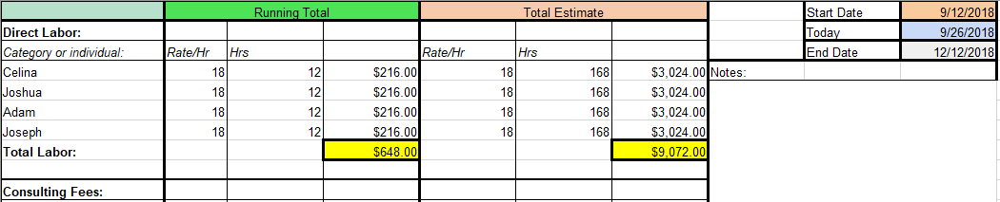 Running Total Total Estimate Start Date 9/12/2018
Direct Labor: Today 9/26/2018
Category or individual: Rate/Hr Hrs Rate/Hr Hrs End Date 12/12/2018
Celina 18 12 $216.00 18 168 $3,024.00 Notes:
Joshua 18 12 $216.00 18 168 $3,024.00
Adam 18 12 $216.00 18 168 $3,024.00
Joseph 18 12 $216.00 18 168 $3,024.00
Total Labor: $648.00 $9,072.00
Consulting Fees: